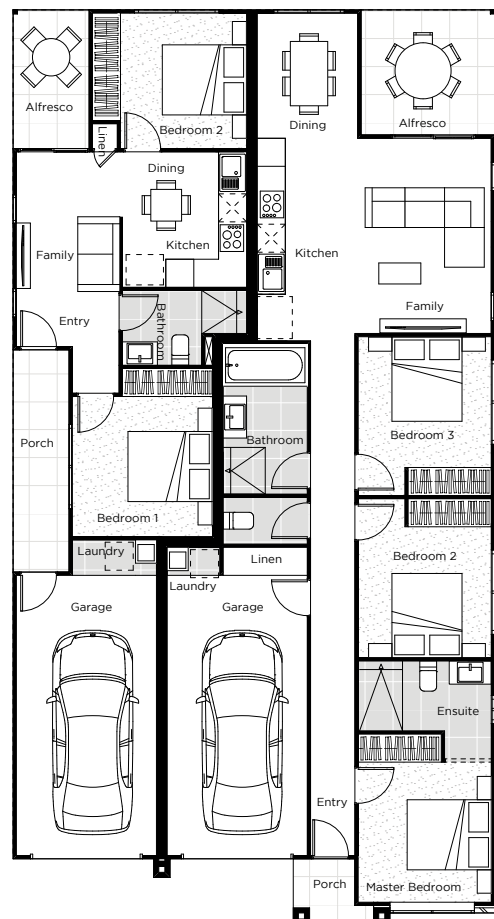 Alfresco
Bedroom 2
Dining
Alfresco
Linen
Dining
Kitchen
Family
Kitchen
Entry
Bathroom
Family
Porch
Bedroom 1
Bathroom
Bedroom 3
Laundry
Laundry
Linen
Bedroom 2
Garage
Garage
Ensuite
Entry
Porch
Master Bedroom